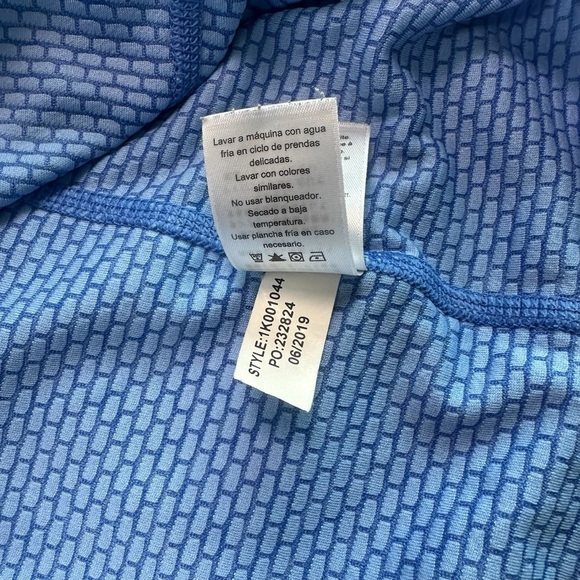 Lavar a máquina con agua
fría en ciclo de prendas
delicadas.
Lavar con colores
similares.
No usar blanqueador.
Secado a baja
temperatura.
Usar plancha fría en caso
necesario.
STYLE:1K001044
PO:232824
06/2019